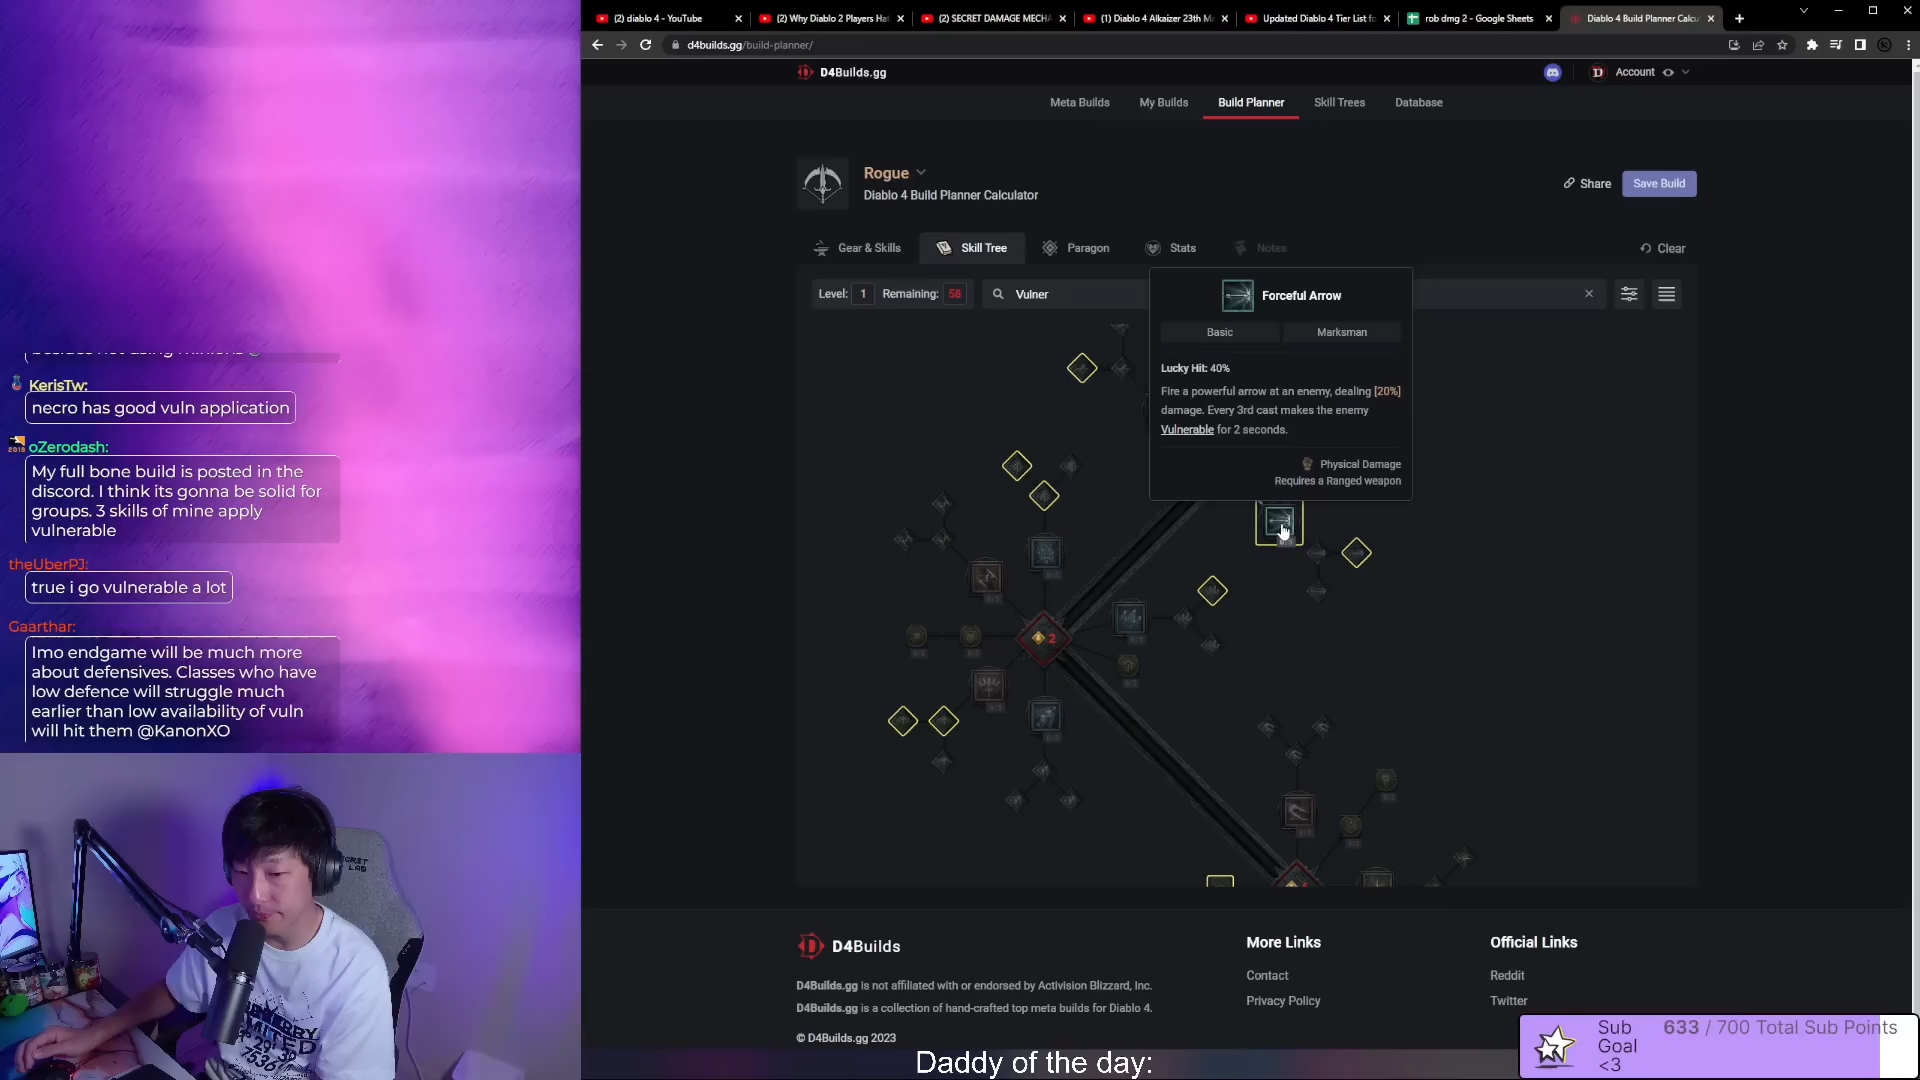 (2) diablo 4 - YouTube
(2) Why Diablo 2 Players Ha
(2) SECRET DAMAGE MECHA
(1) Diablo 4 Alkaizer 23th M
Updated Diablo 4 Tier List f
rob dmg 2 - Google Sheets
Diablo 4 Build Planner Calcu
d4builds.gg/build-planner/
D4Builds.gg
Account
Meta Builds
My Builds
Build Planner
Skill Trees
Database
Rogue
Diablo 4 Build Planner Calculator
Share
Save Build
Gear & Skills
Skill Tree
Paragon
Stats
Notes
Clear
Level: 1
Remaining: 58
Vulner
Forceful Arrow
Basic
Marksman
Lucky Hit: 40%
Fire a powerful arrow at an enemy, dealing [20%]
damage. Every 3rd cast makes the enemy
Vulnerable for 2 seconds.
Physical Damage
Requires a Ranged weapon
2
besides not using minions
KerisTw:
necro has good vuln application
oZerodash:
My full bone build is posted in the
discord. I think its gonna be solid for
groups. 3 skills of mine apply
vulnerable
theUberPJ:
true i go vulnerable a lot
Gaarthar:
Imo endgame will be much more
about defensives. Classes who have
low defence will struggle much
earlier than low availability of vuln
will hit them @KanonXO
D4Builds
D4Builds.gg is not affiliated with or endorsed by Activision Blizzard, Inc.
D4Builds.gg is a collection of hand-crafted top meta builds for Diablo 4.
© D4Builds.gg 2023
More Links
Contact
Privacy Policy
Official Links
Reddit
Twitter
Sub
Goal
<3
633 / 700 Total Sub Points
Daddy of the day: